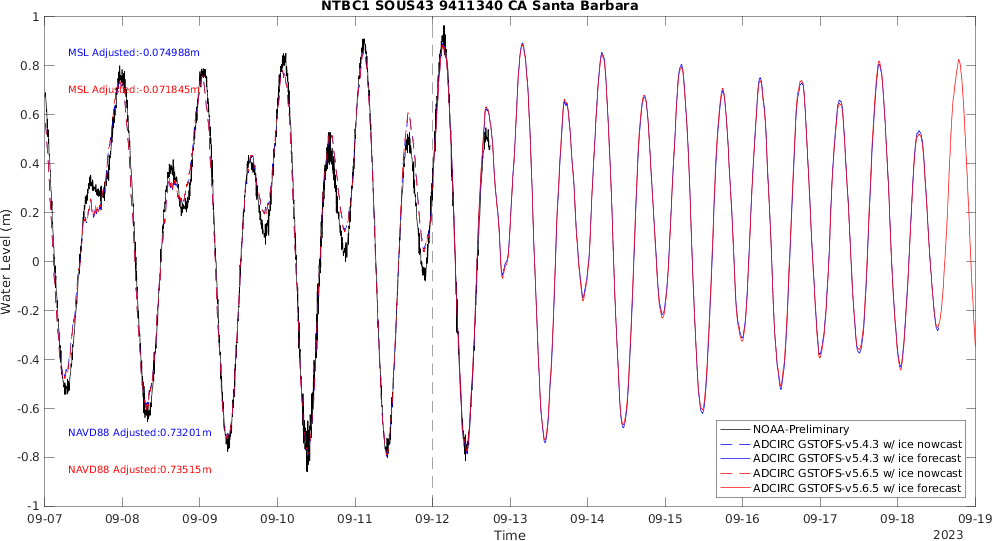 NTBC1 SOUS43 9411340 CA Santa Barbara
1
0.8
0.6
0.4
0.2
0
-0.2
-0.4
-0.6
-0.8
-1
Water Level (m)
MSL Adjusted:-0.074988m
MSL Adjusted:-0.071845m
NAVD88 Adjusted:0.73201m
NAVD88 Adjusted:0.73515m
NOAA-Preliminary
ADCIRC GSTOFS-v5.4.3 w/ ice nowcast
ADCIRC GSTOFS-v5.4.3 w/ ice forecast
ADCIRC GSTOFS-v5.6.5 w/ ice nowcast
ADCIRC GSTOFS-v5.6.5 w/ ice forecast
09-07 09-08 09-09 09-10 09-11 09-12 09-13 09-14 09-15 09-16 09-17 09-18 09-19
Time
2023